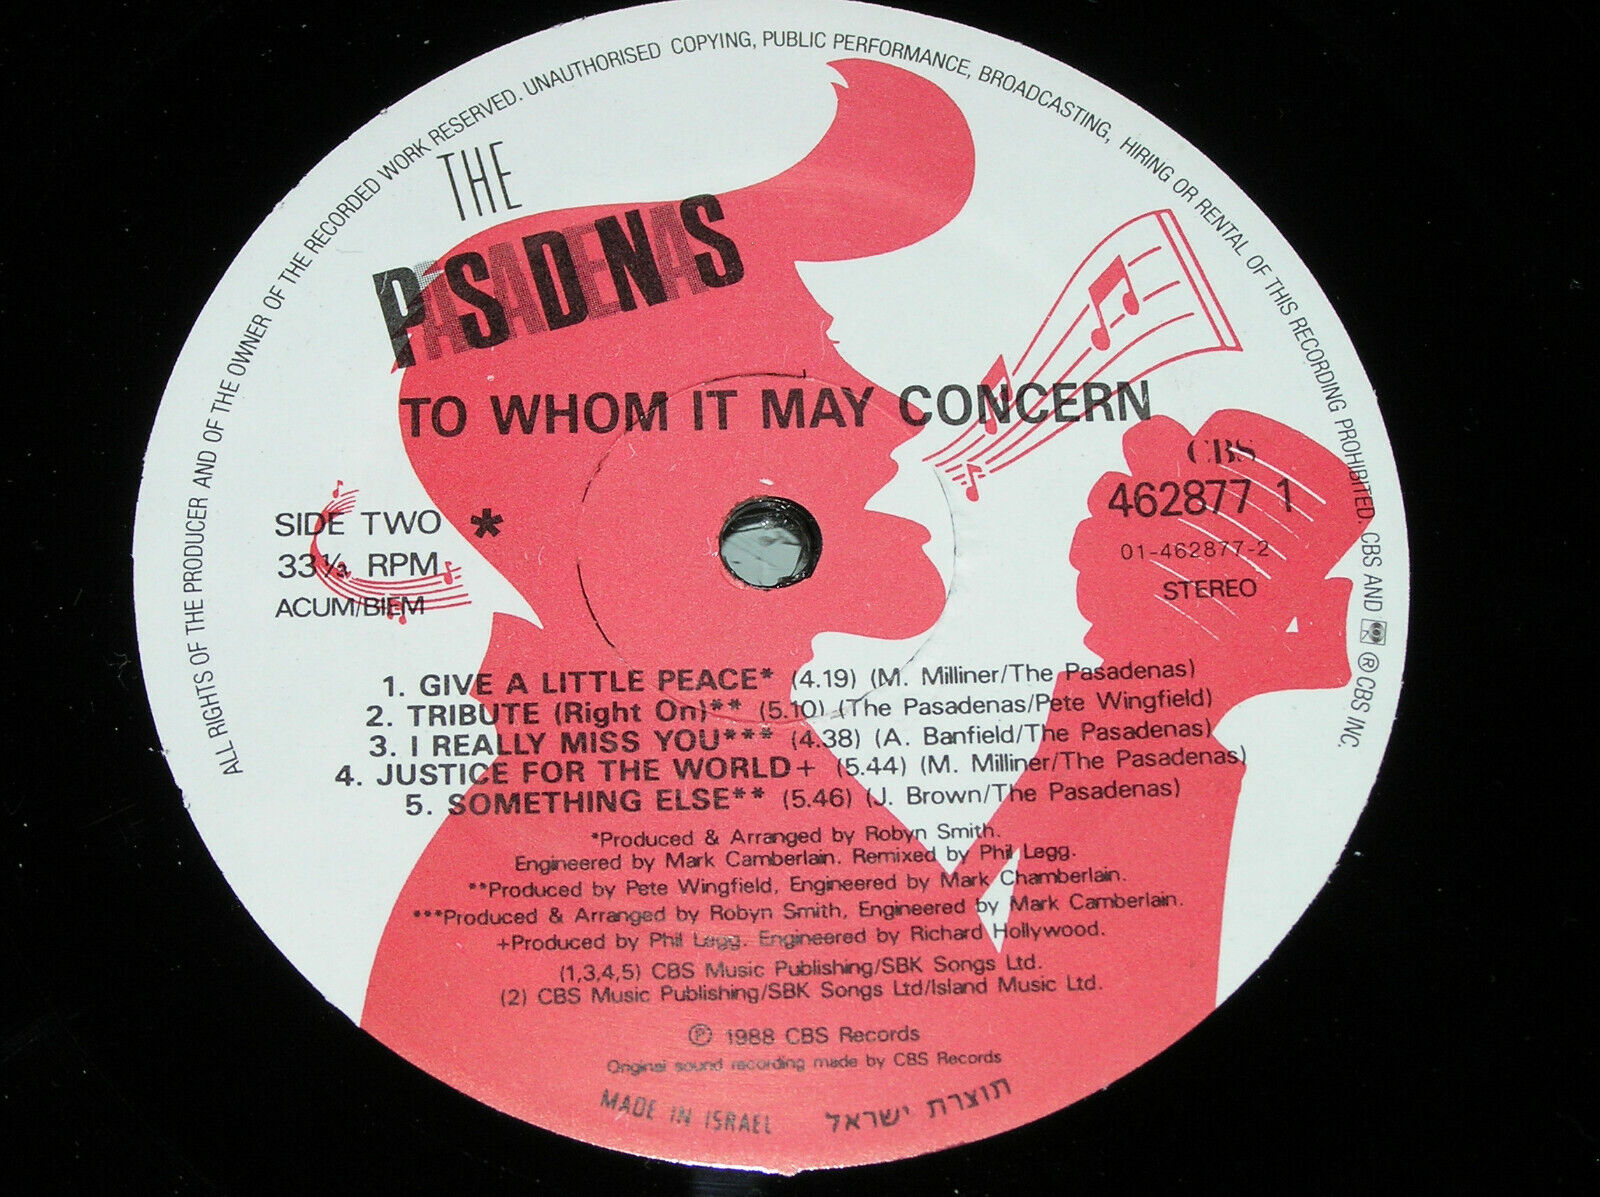 ALL RIGHTS OF THE PRODUCER AND OF THE OWNER OF THE RECORDED WORK RESERVED. UNAUTHORISED COPYING, PUBLIC PERFORMANCE, BROADCASTING, HIRING OR RENTAL OF THIS RECORDING PROHIBITED. CBS AND ℗ CBS INC.
THE
PASADENAS
PSDNS
TO WHOM IT MAY CONCERN
CBS
SIDE TWO *
462877 1
33⅓ RPM
01-462877-2
ACUM/BIEM
STEREO
1. GIVE A LITTLE PEACE* (4.19) (M. Milliner/The Pasadenas)
2. TRIBUTE (Right On)** (5.10) (The Pasadenas/Pete Wingfield)
3. I REALLY MISS YOU*** (4.38) (A. Banfield/The Pasadenas)
4. JUSTICE FOR THE WORLD+ (5.44) (M. Milliner/The Pasadenas)
5. SOMETHING ELSE** (5.46) (J. Brown/The Pasadenas)
*Produced & Arranged by Robyn Smith.
Engineered by Mark Camberlain. Remixed by Phil Legg.
**Produced by Pete Wingfield, Engineered by Mark Chamberlain.
***Produced & Arranged by Robyn Smith, Engineered by Mark Camberlain.
+Produced by Phil Legg. Engineered by Richard Hollywood.
(1,3,4,5) CBS Music Publishing/SBK Songs Ltd.
(2) CBS Music Publishing/SBK Songs Ltd/Island Music Ltd.
℗ 1988 CBS Records
Original sound recording made by CBS Records
MADE IN ISRAEL תוצרת ישראל